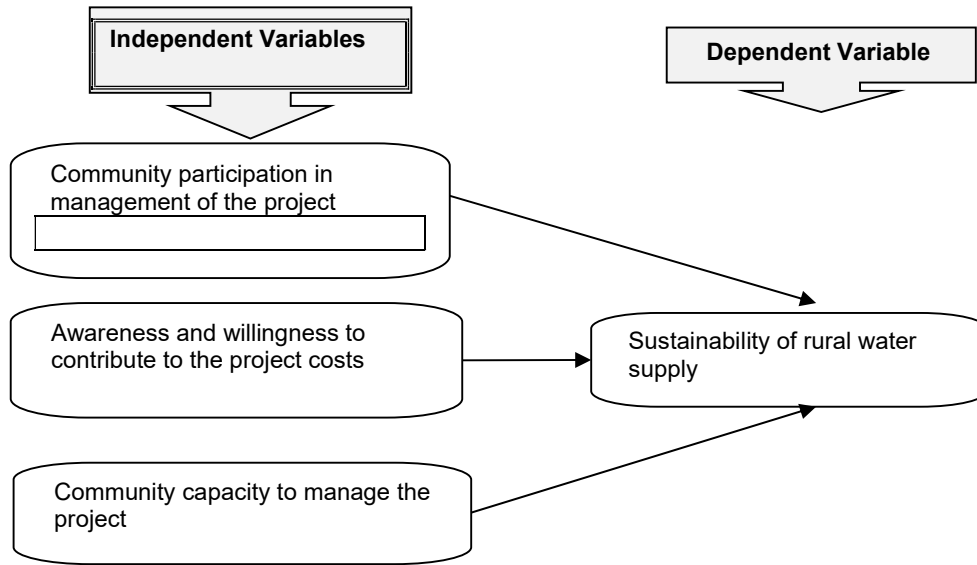 Independent Variables
Dependent Variable
Community participation in
management of the project
Awareness and willingness to
contribute to the project costs
Sustainability of rural water
supply
Community capacity to manage the
project